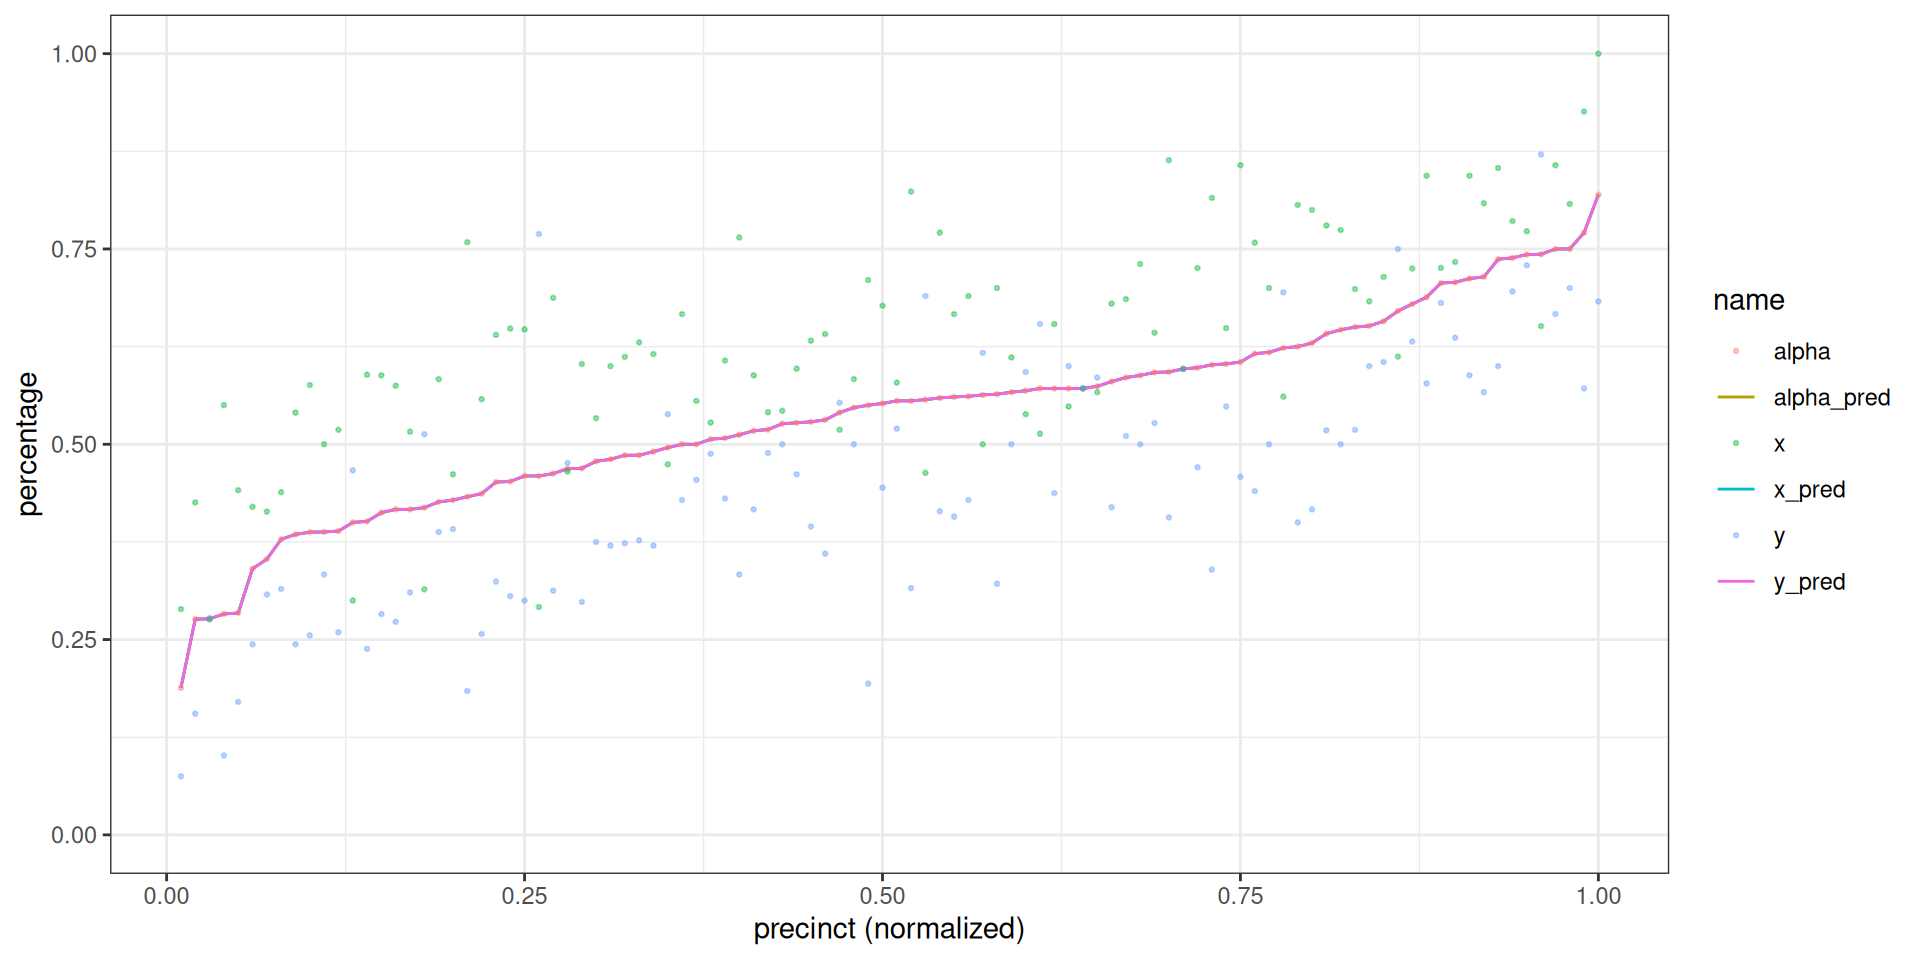 1.00
0.75
0.50
0.25
0.00
percentage
0.00 0.25 0.50 0.75 1.00
precinct (normalized)
name
alpha
alpha_pred
x
x_pred
y
y_pred